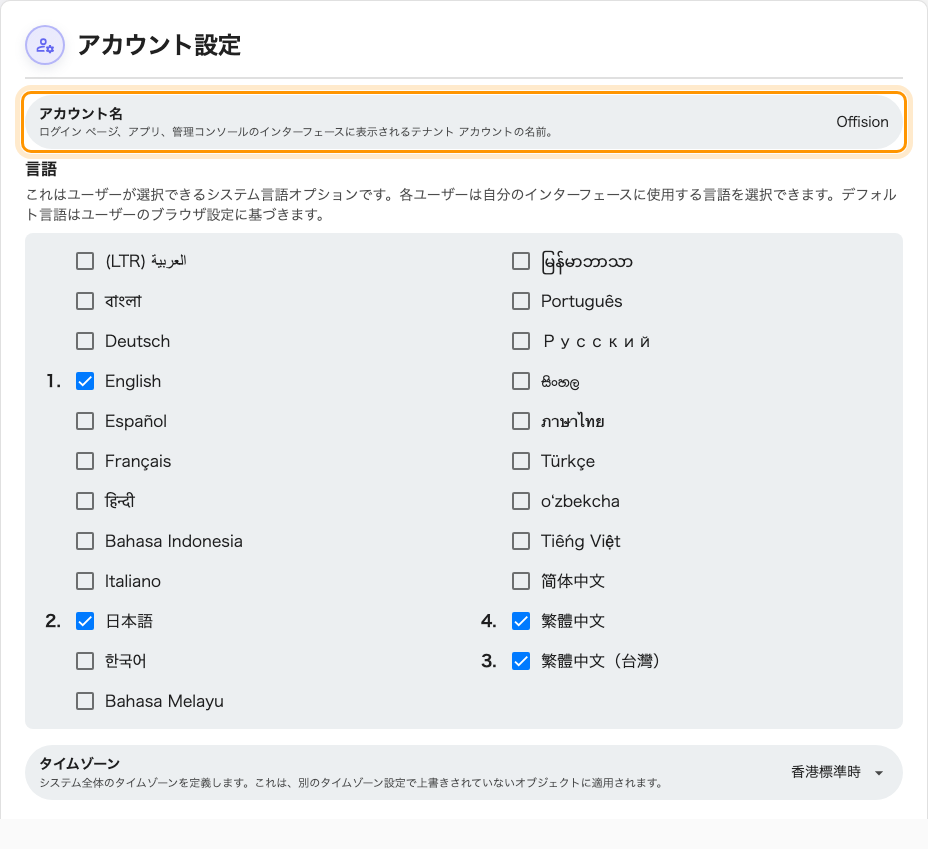 アカウント設定
アカウント名
ログイン ページ、アプリ、管理コンソールのインターフェースに表示されるテナント アカウントの名前。
Offision
言語
これはユーザーが選択できるシステム言語オプションです。各ユーザーは自分のインターフェースに使用する言語を選択できます。デフォル
ト言語はユーザーのブラウザ設定に基づきます。
(LTR) العربية
বাংলা
Deutsch
1. English
Español
Français
हिन्दी
Bahasa Indonesia
Italiano
2. 日本語
한국어
Bahasa Melayu
မြန်မာဘာသာ
Português
Русский
සිංහල
ภาษาไทย
Türkçe
oʻzbekcha
Tiếng Việt
简体中文
4. 繁體中文
3. 繁體中文（台灣）
タイムゾーン
システム全体のタイムゾーンを定義します。これは、別のタイムゾーン設定で上書きされていないオブジェクトに適用されます。
香港標準時